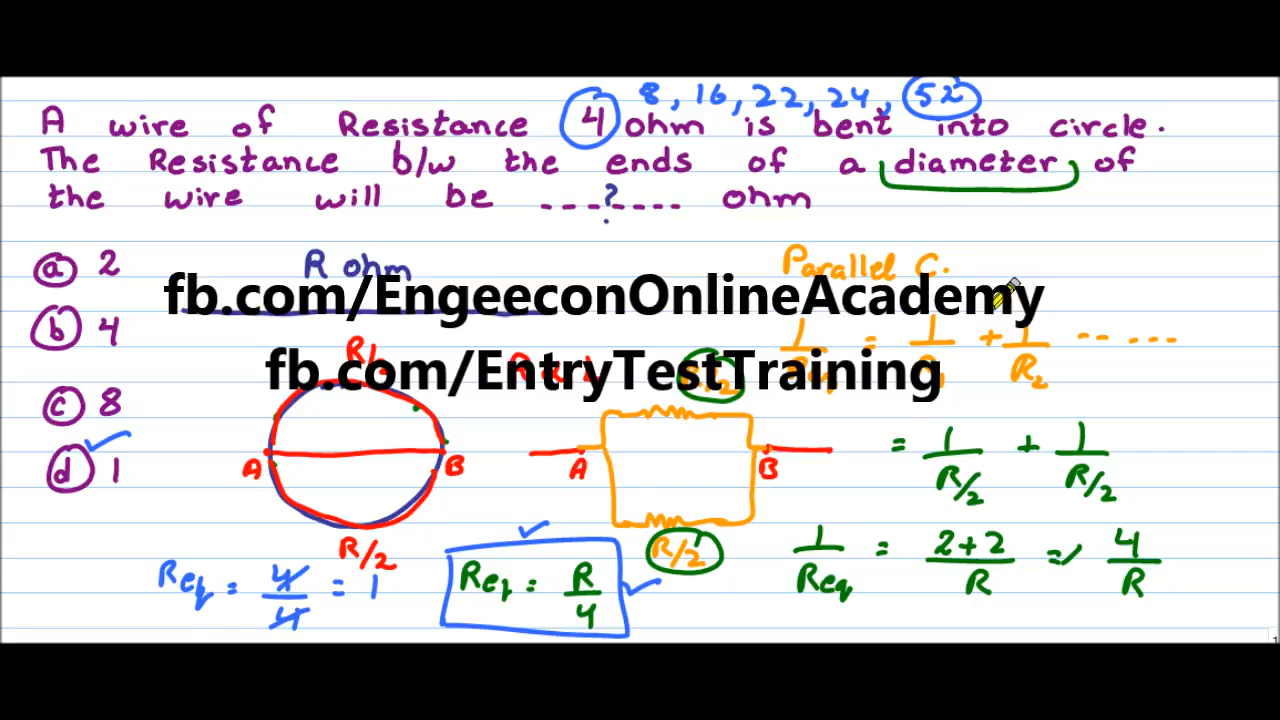 8, 16, 22, 24, 52
A wire of Resistance 4 ohm is bent into circle.
The Resistance b/w the ends of a diameter of
the wire will be ----?---- ohm
a 2
b 4
c 8
d 1
R ohm
Parallel C.
fb.com/EngeeconOnlineAcademy
fb.com/EntryTestTraining
1 = 1 + 1 -- -----
R2
A B
R/2
A B
R/2
= 1 + 1
R/2 R/2
1/Req = 2+2/R => 4/R
Req = 4/4 = 1
Req = R/4
1